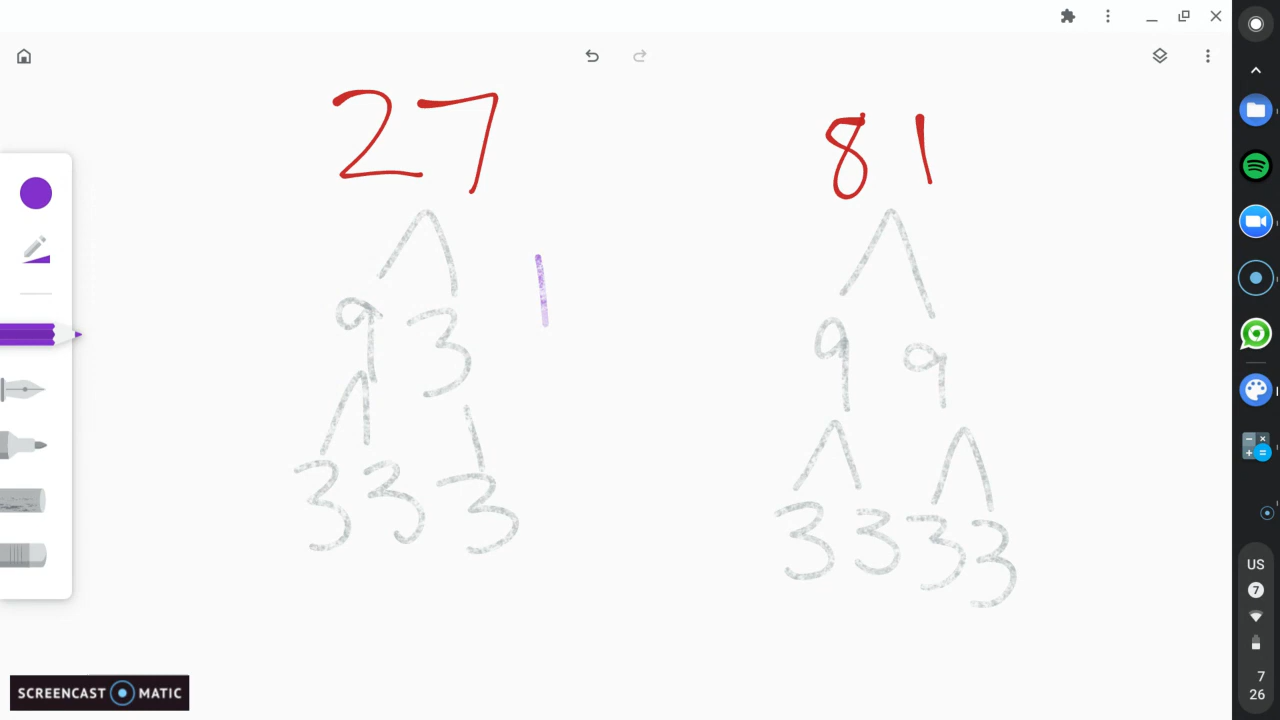 27 81
9 3 9 9
3 3 3 3 3 3 3
US
7
7
26
SCREENCAST MATIC